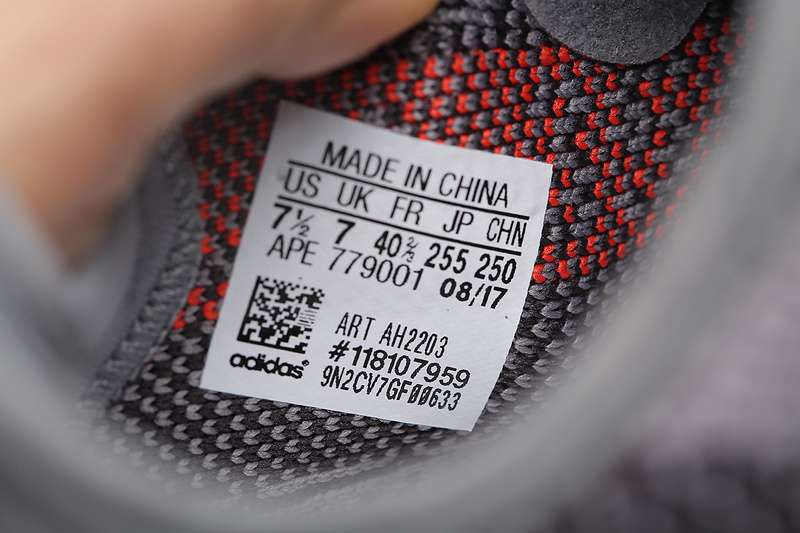 MADE IN CHINA
US UK FR JP CHN
7½ 7 40⅔ 255 250
APE 779001 08/17
ART AH2203
#118107959
adidas® 9N2CV7GF00633